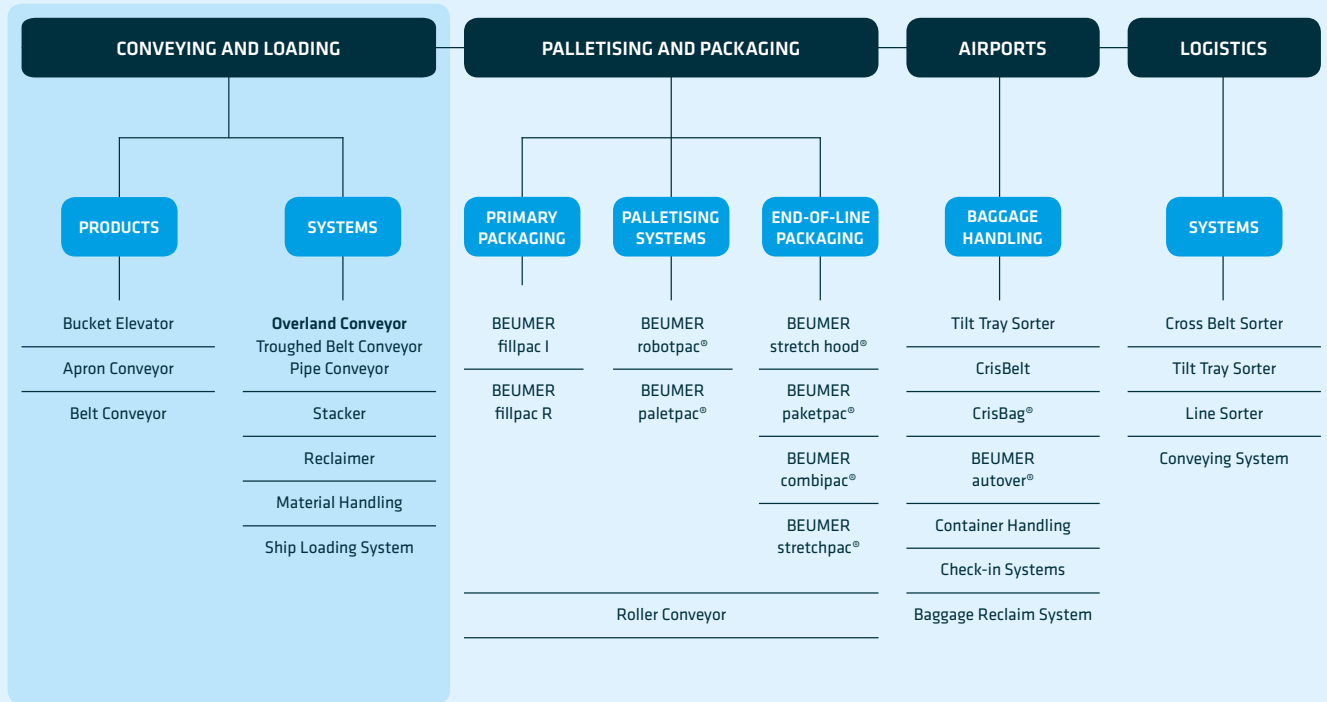 CONVEYING AND LOADING
PALLETISING AND PACKAGING
AIRPORTS
LOGISTICS
PRODUCTS
Bucket Elevator
Apron Conveyor
Belt Conveyor
SYSTEMS
Overland Conveyor
Troughed Belt Conveyor
Pipe Conveyor
Stacker
Reclaimer
Material Handling
Ship Loading System
PRIMARY
PACKAGING
BEUMER
fillpac I
BEUMER
fillpac R
PALLETISING
SYSTEMS
BEUMER
robotpac®
BEUMER
paletpac®
END-OF-LINE
PACKAGING
BEUMER
stretch hood®
BEUMER
paketpac®
BEUMER
combipac®
BEUMER
stretchpac®
Roller Conveyor
BAGGAGE
HANDLING
Tilt Tray Sorter
CrisBelt
CrisBag®
BEUMER
autover®
Container Handling
Check-in Systems
Baggage Reclaim System
SYSTEMS
Cross Belt Sorter
Tilt Tray Sorter
Line Sorter
Conveying System